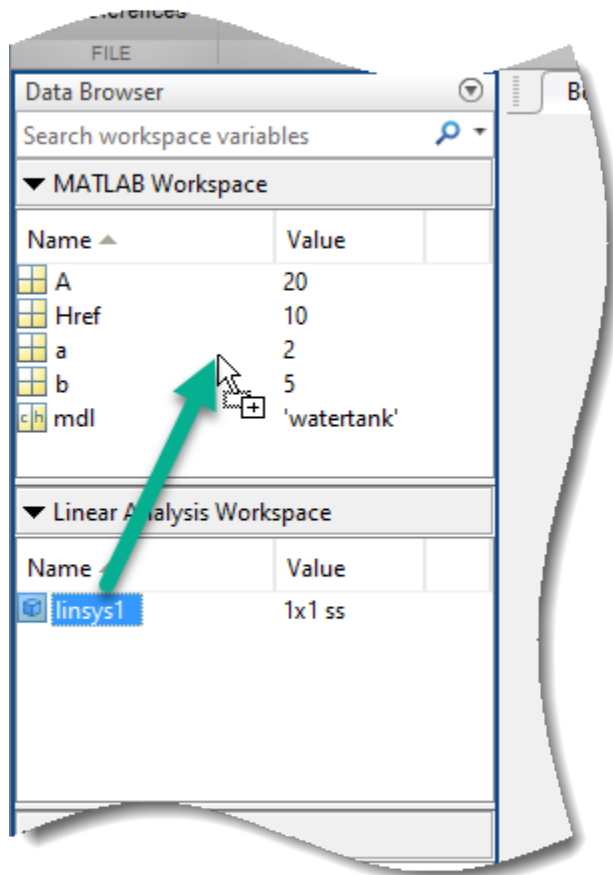 FILE
Data Browser
Search workspace variables
MATLAB Workspace
Name Value
A 20
Href 10
a 2
b 5
ch mdl 'watertank'
Linear Analysis Workspace
Name Value
linsys1 1x1 ss